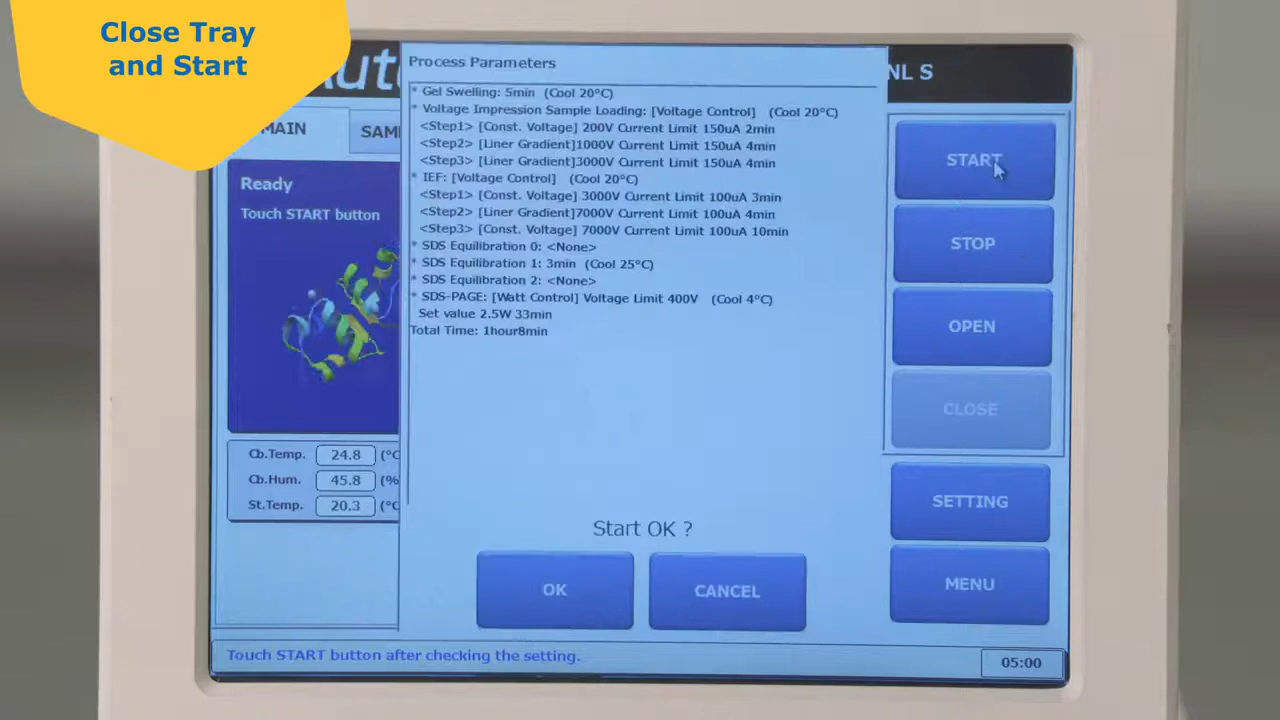 Close Tray
and Start
Auto
NL S
MAIN
SAM
Ready
Touch START button
Cb.Temp. 24.8 (°C
Cb.Hum. 45.8 (%
St.Temp. 20.3 (°C
Process Parameters
* Gel Swelling: 5min (Cool 20°C)
* Voltage Impression Sample Loading: [Voltage Control] (Cool 20°C)
<Step1> [Const. Voltage] 200V Current Limit 150uA 2min
<Step2> [Liner Gradient]1000V Current Limit 150uA 4min
<Step3> [Liner Gradient]3000V Current Limit 150uA 4min
* IEF: [Voltage Control] (Cool 20°C)
<Step1> [Const. Voltage] 3000V Current Limit 100uA 3min
<Step2> [Liner Gradient]7000V Current Limit 100uA 4min
<Step3> [Const. Voltage] 7000V Current Limit 100uA 10min
* SDS Equilibration 0: <None>
* SDS Equilibration 1: 3min (Cool 25°C)
* SDS Equilibration 2: <None>
* SDS-PAGE: [Watt Control] Voltage Limit 400V (Cool 4°C)
Set value 2.5W 33min
Total Time: 1hour8min
Start OK ?
OK
CANCEL
START
STOP
OPEN
CLOSE
SETTING
MENU
Touch START button after checking the setting.
05:00